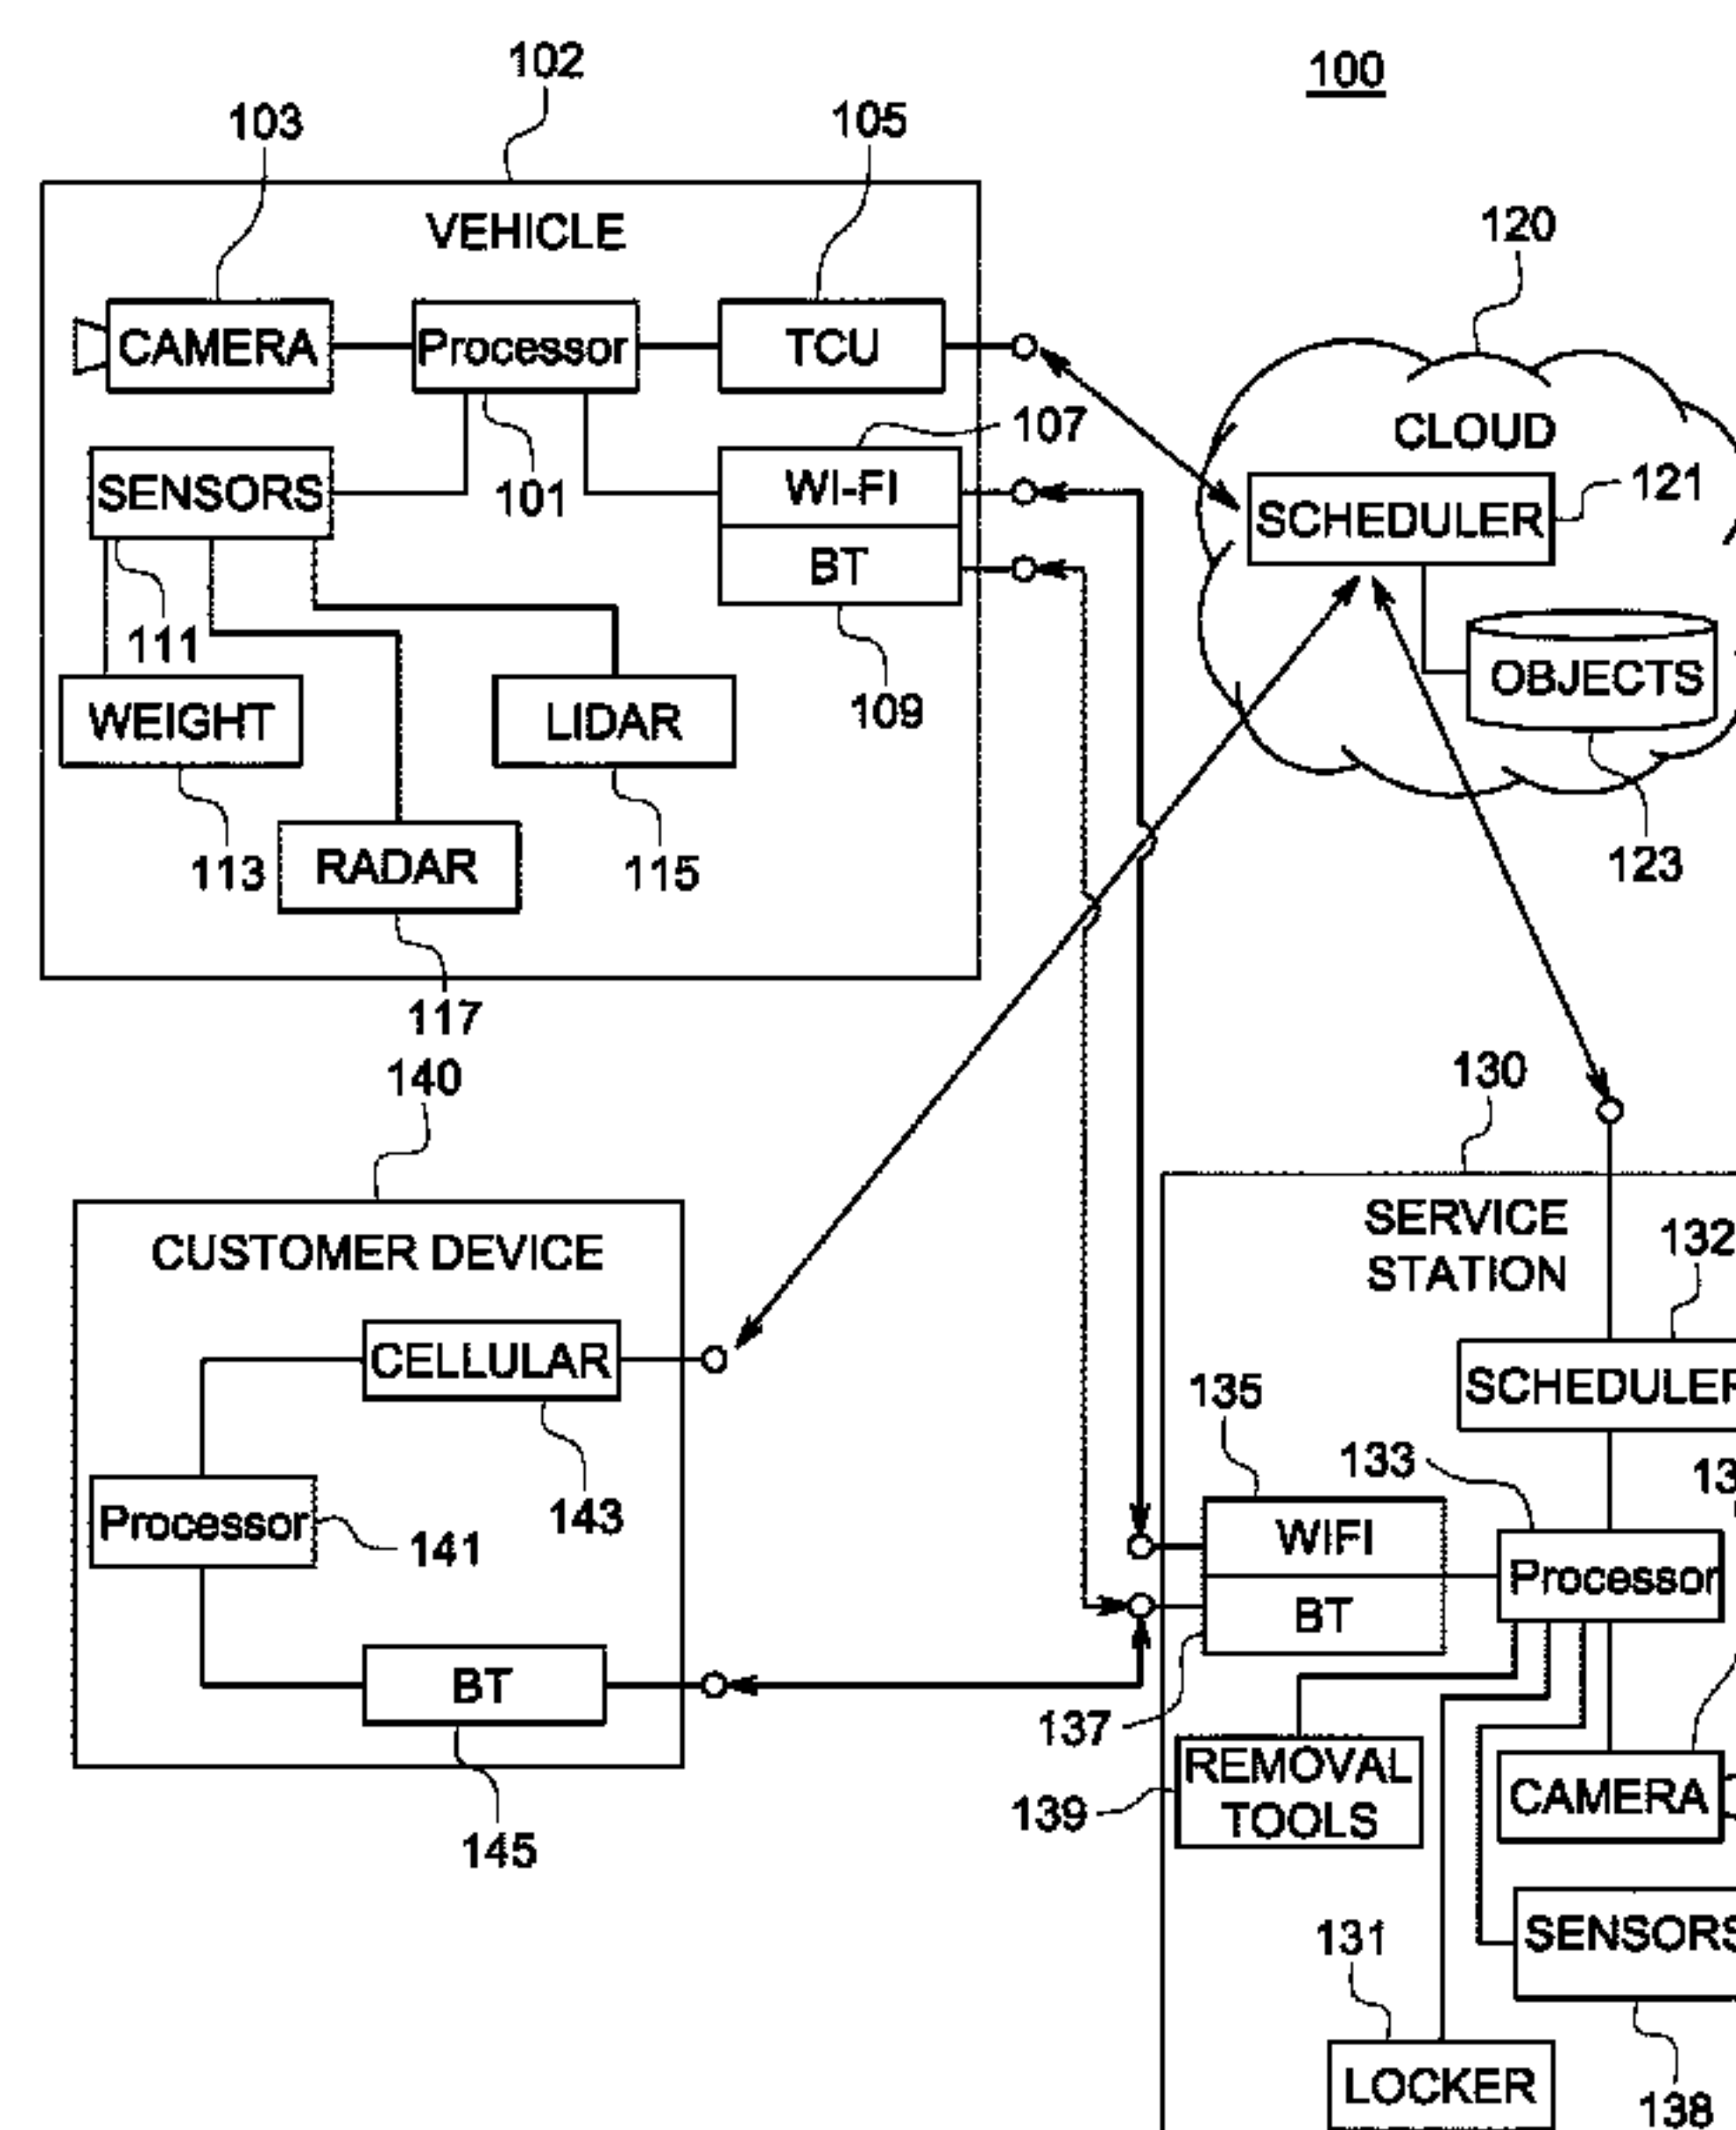 100
102
103
105
VEHICLE
CAMERA
Processor
TCU
107
SENSORS
101
WI-FI
BT
111
109
WEIGHT
LIDAR
113
RADAR
115
117
120
CLOUD
SCHEDULER
121
OBJECTS
123
140
CUSTOMER DEVICE
CELLULAR
143
Processor
141
BT
145
130
SERVICE
STATION
132
SCHEDULER
135
133
13
WIFI
BT
Processor
137
REMOVAL
TOOLS
139
CAMERA
SENSORS
131
LOCKER
138